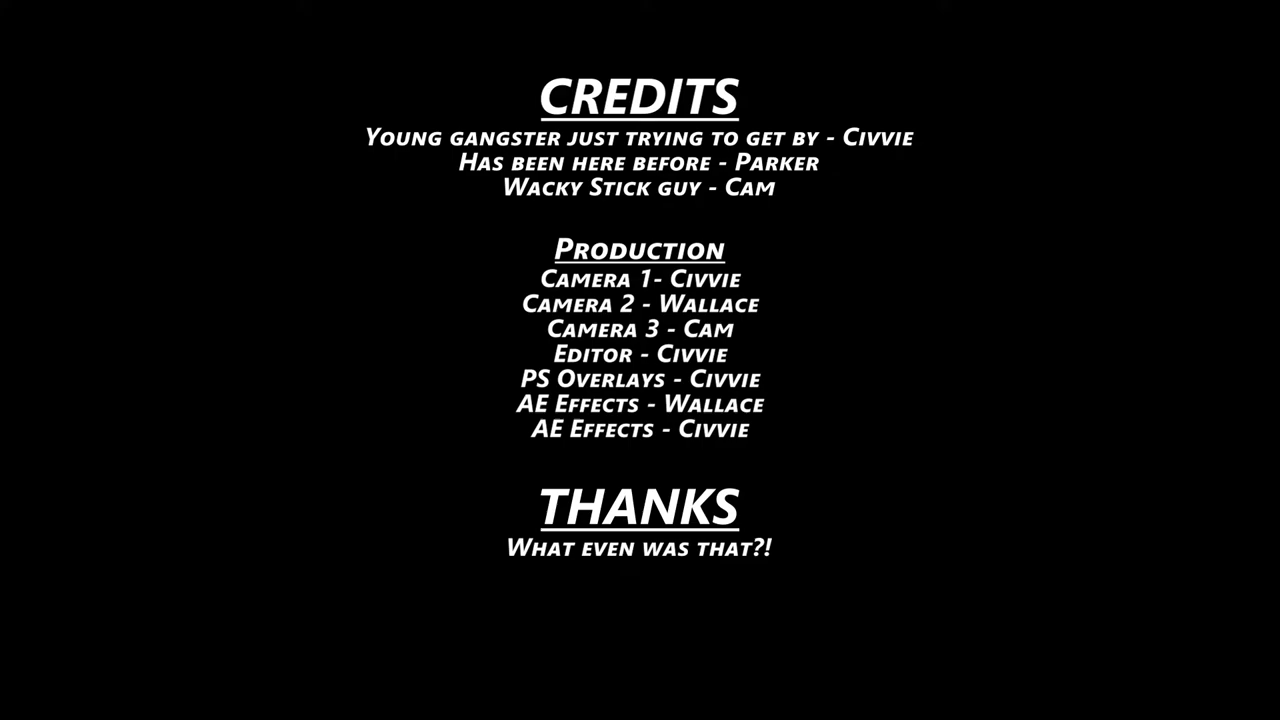 CREDITS
Young gangster just trying to get by - Civvie
Has been here before - Parker
Wacky Stick guy - Cam
Production
Camera 1- Civvie
Camera 2 - Wallace
Camera 3 - Cam
Editor - Civvie
PS Overlays - Civvie
AE Effects - Wallace
AE Effects - Civvie
THANKS
What even was that?!